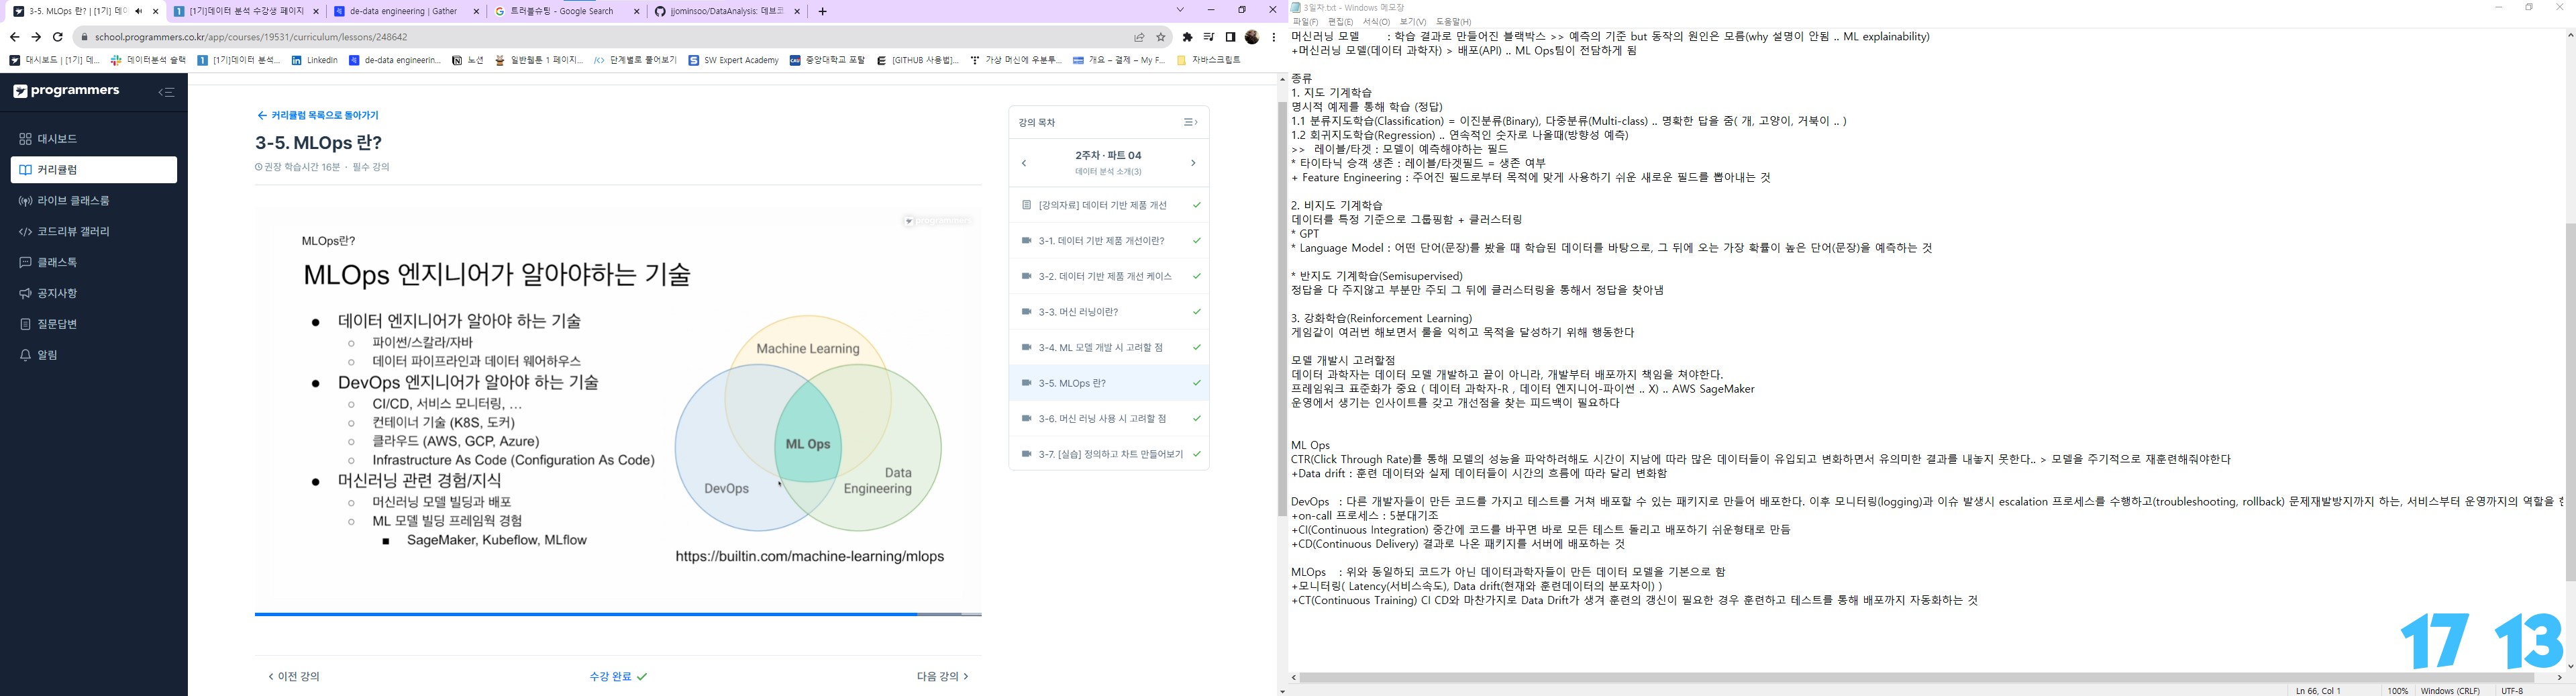 3-5. MLOps 란? | [1기] 데이
[1기]데이터 분석 수강생 페이지
de-data engineering | Gather
트러블슈팅 - Google Search
jjominsoo/DataAnalysis: 데브코
school.programmers.co.kr/app/courses/19531/curriculum/lessons/248642
대시보드 | [1기] 데...
데이터분석 슬랙
[1기]데이터 분석...
LinkedIn
de-data engineerin...
노션
일반웹툰 1 페이지...
단계별로 풀어보기
SW Expert Academy
중앙대학교 포탈
[GITHUB 사용법]...
가상 머신에 우분투...
개요 – 결제 – My F...
자바스크립트
programmers
대시보드
커리큘럼
라이브 클래스룸
코드리뷰 갤러리
클래스톡
공지사항
질문답변
알림
커리큘럼 목록으로 돌아가기
3-5. MLOps 란?
권장 학습시간 16분 · 필수 강의
programmers
MLOps란?
MLOps 엔지니어가 알아야하는 기술
● 데이터 엔지니어가 알아야 하는 기술
○ 파이썬/스칼라/자바
○ 데이터 파이프라인과 데이터 웨어하우스
● DevOps 엔지니어가 알아야 하는 기술
○ CI/CD, 서비스 모니터링, …
○ 컨테이너 기술 (K8S, 도커)
○ 클라우드 (AWS, GCP, Azure)
○ Infrastructure As Code (Configuration As Code)
● 머신러닝 관련 경험/지식
○ 머신러닝 모델 빌딩과 배포
○ ML 모델 빌딩 프레임웍 경험
■ SageMaker, Kubeflow, MLflow
Machine Learning
ML Ops
DevOps
Data
Engineering
https://builtin.com/machine-learning/mlops
이전 강의
수강 완료
다음 강의
강의 목차
2주차 · 파트 04
데이터 분석 소개(3)
[강의자료] 데이터 기반 제품 개선
3-1. 데이터 기반 제품 개선이란?
3-2. 데이터 기반 제품 개선 케이스
3-3. 머신 러닝이란?
3-4. ML 모델 개발 시 고려할 점
3-5. MLOps 란?
3-6. 머신 러닝 사용 시 고려할 점
3-7. [실습] 정의하고 차트 만들어보기
3일차.txt - Windows 메모장
파일(F) 편집(E) 서식(O) 보기(V) 도움말(H)
머신러닝 모델 : 학습 결과로 만들어진 블랙박스 >> 예측의 기준 but 동작의 원인은 모름(why 설명이 안됨 .. ML explainability)
+머신러닝 모델(데이터 과학자) > 배포(API) .. ML Ops팀이 전담하게 됨
종류
1. 지도 기계학습
명시적 예제를 통해 학습 (정답)
1.1 분류지도학습(Classification) = 이진분류(Binary), 다중분류(Multi-class) .. 명확한 답을 줌( 개, 고양이, 거북이 .. )
1.2 회귀지도학습(Regression) .. 연속적인 숫자로 나올때(방향성 예측)
>> 레이블/타겟 : 모델이 예측해야하는 필드
* 타이타닉 승객 생존 : 레이블/타겟필드 = 생존 여부
+ Feature Engineering : 주어진 필드로부터 목적에 맞게 사용하기 쉬운 새로운 필드를 뽑아내는 것
2. 비지도 기계학습
데이터를 특정 기준으로 그룹핑함 + 클러스터링
* GPT
* Language Model : 어떤 단어(문장)를 봤을 때 학습된 데이터를 바탕으로, 그 뒤에 오는 가장 확률이 높은 단어(문장)을 예측하는 것
* 반지도 기계학습(Semisupervised)
정답을 다 주지않고 부분만 주되 그 뒤에 클러스터링을 통해서 정답을 찾아냄
3. 강화학습(Reinforcement Learning)
게임같이 여러번 해보면서 룰을 익히고 목적을 달성하기 위해 행동한다
모델 개발시 고려할점
데이터 과학자는 데이터 모델 개발하고 끝이 아니라, 개발부터 배포까지 책임을 쳐야한다.
프레임워크 표준화가 중요 ( 데이터 과학자-R , 데이터 엔지니어-파이썬 .. X) .. AWS SageMaker
운영에서 생기는 인사이트를 갖고 개선점을 찾는 피드백이 필요하다
ML Ops
CTR(Click Through Rate)를 통해 모델의 성능을 파악하려해도 시간이 지남에 따라 많은 데이터들이 유입되고 변화하면서 유의미한 결과를 내놓지 못한다.. > 모델을 주기적으로 재훈련해줘야한다
+Data drift : 훈련 데이터와 실제 데이터들이 시간의 흐름에 따라 달리 변화함
DevOps : 다른 개발자들이 만든 코드를 가지고 테스트를 거쳐 배포할 수 있는 패키지로 만들어 배포한다. 이후 모니터링(logging)과 이슈 발생시 escalation 프로세스를 수행하고(troubleshooting, rollback) 문제재발방지까지 하는, 서비스부터 운영까지의 역할을
+on-call 프로세스 : 5분대기조
+CI(Continuous Integration) 중간에 코드를 바꾸면 바로 모든 테스트 돌리고 배포하기 쉬운형태로 만듬
+CD(Continuous Delivery) 결과로 나온 패키지를 서버에 배포하는 것
MLOps : 위와 동일하되 코드가 아닌 데이터과학자들이 만든 데이터 모델을 기본으로 함
+모니터링( Latency(서비스속도), Data drift(현재와 훈련데이터의 분포차이) )
+CT(Continuous Training) CI CD와 마찬가지로 Data Drift가 생겨 훈련의 갱신이 필요한 경우 훈련하고 테스트를 통해 배포까지 자동화하는 것
17 13
Ln 66, Col 1
100%
Windows (CRLF)
UTF-8